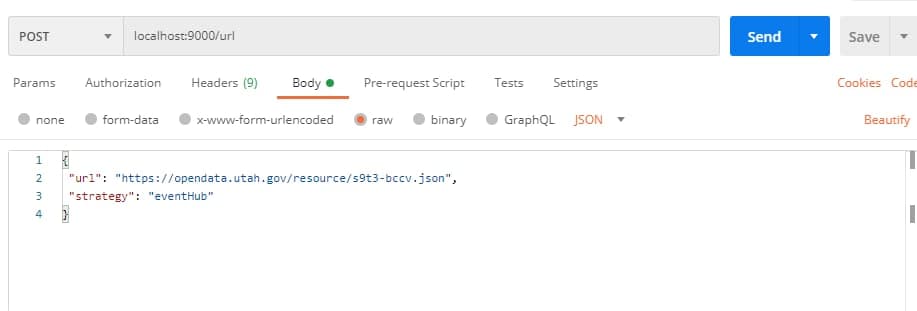 POST localhost:9000/url Send Save
Params Authorization Headers (9) Body Pre-request Script Tests Settings Cookies Code
none form-data x-www-form-urlencoded raw binary GraphQL JSON Beautify
1 {
2 "url": "https://opendata.utah.gov/resource/s9t3-bccv.json",
3 "strategy": "eventHub"
4 }